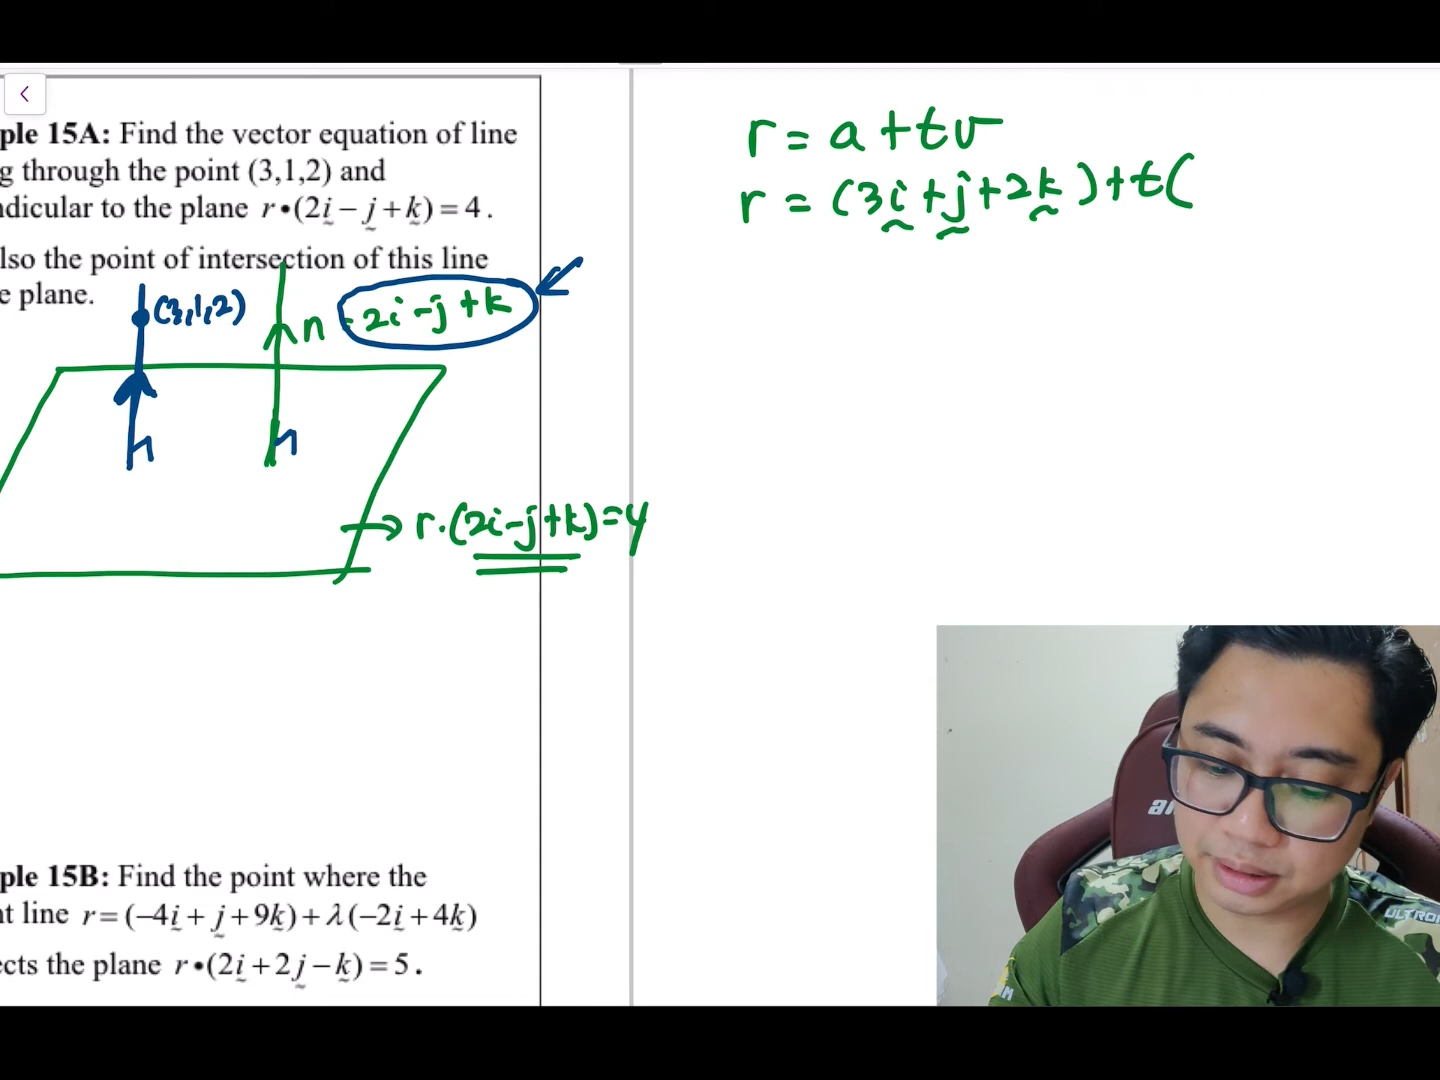 ple 15A: Find the vector equation of line
g through the point (3,1,2) and
ndicular to the plane r•(2i − j + k) = 4.
lso the point of intersection of this line
e plane.
(3,1,2)
n = 2i - j + k
n
n
r.(2i-j+k)=4
ple 15B: Find the point where the
ht line r = (−4i + j + 9k) + λ(−2i + 4k)
ects the plane r•(2i + 2j − k) = 5.
r = a + tv
r = (3i + j + 2k) + t(